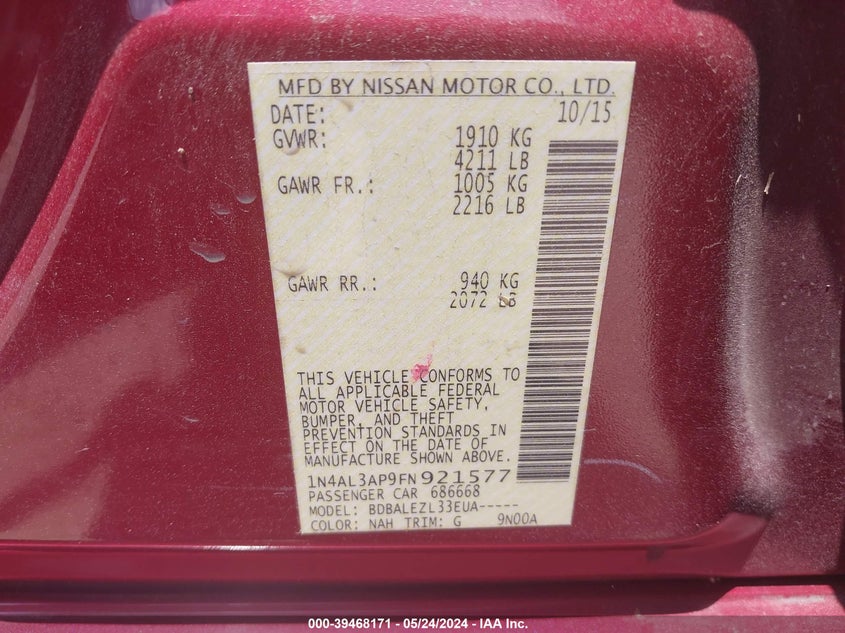 MFD BY NISSAN MOTOR CO., LTD.
DATE: 10/15
GVWR: 1910 KG
4211 LB
GAWR FR.: 1005 KG
2216 LB
GAWR RR.: 940 KG
2072 LB
THIS VEHICLE CONFORMS TO
ALL APPLICABLE FEDERAL
MOTOR VEHICLE SAFETY,
BUMPER, AND THEFT
PREVENTION STANDARDS IN
EFFECT ON THE DATE OF
MANUFACTURE SHOWN ABOVE.
1N4AL3AP9FN921577
PASSENGER CAR 686668
MODEL: BDBALEZL33EUA-----
COLOR: NAH TRIM: G 9N00A
000-39468171 - 05/24/2024 - IAA Inc.